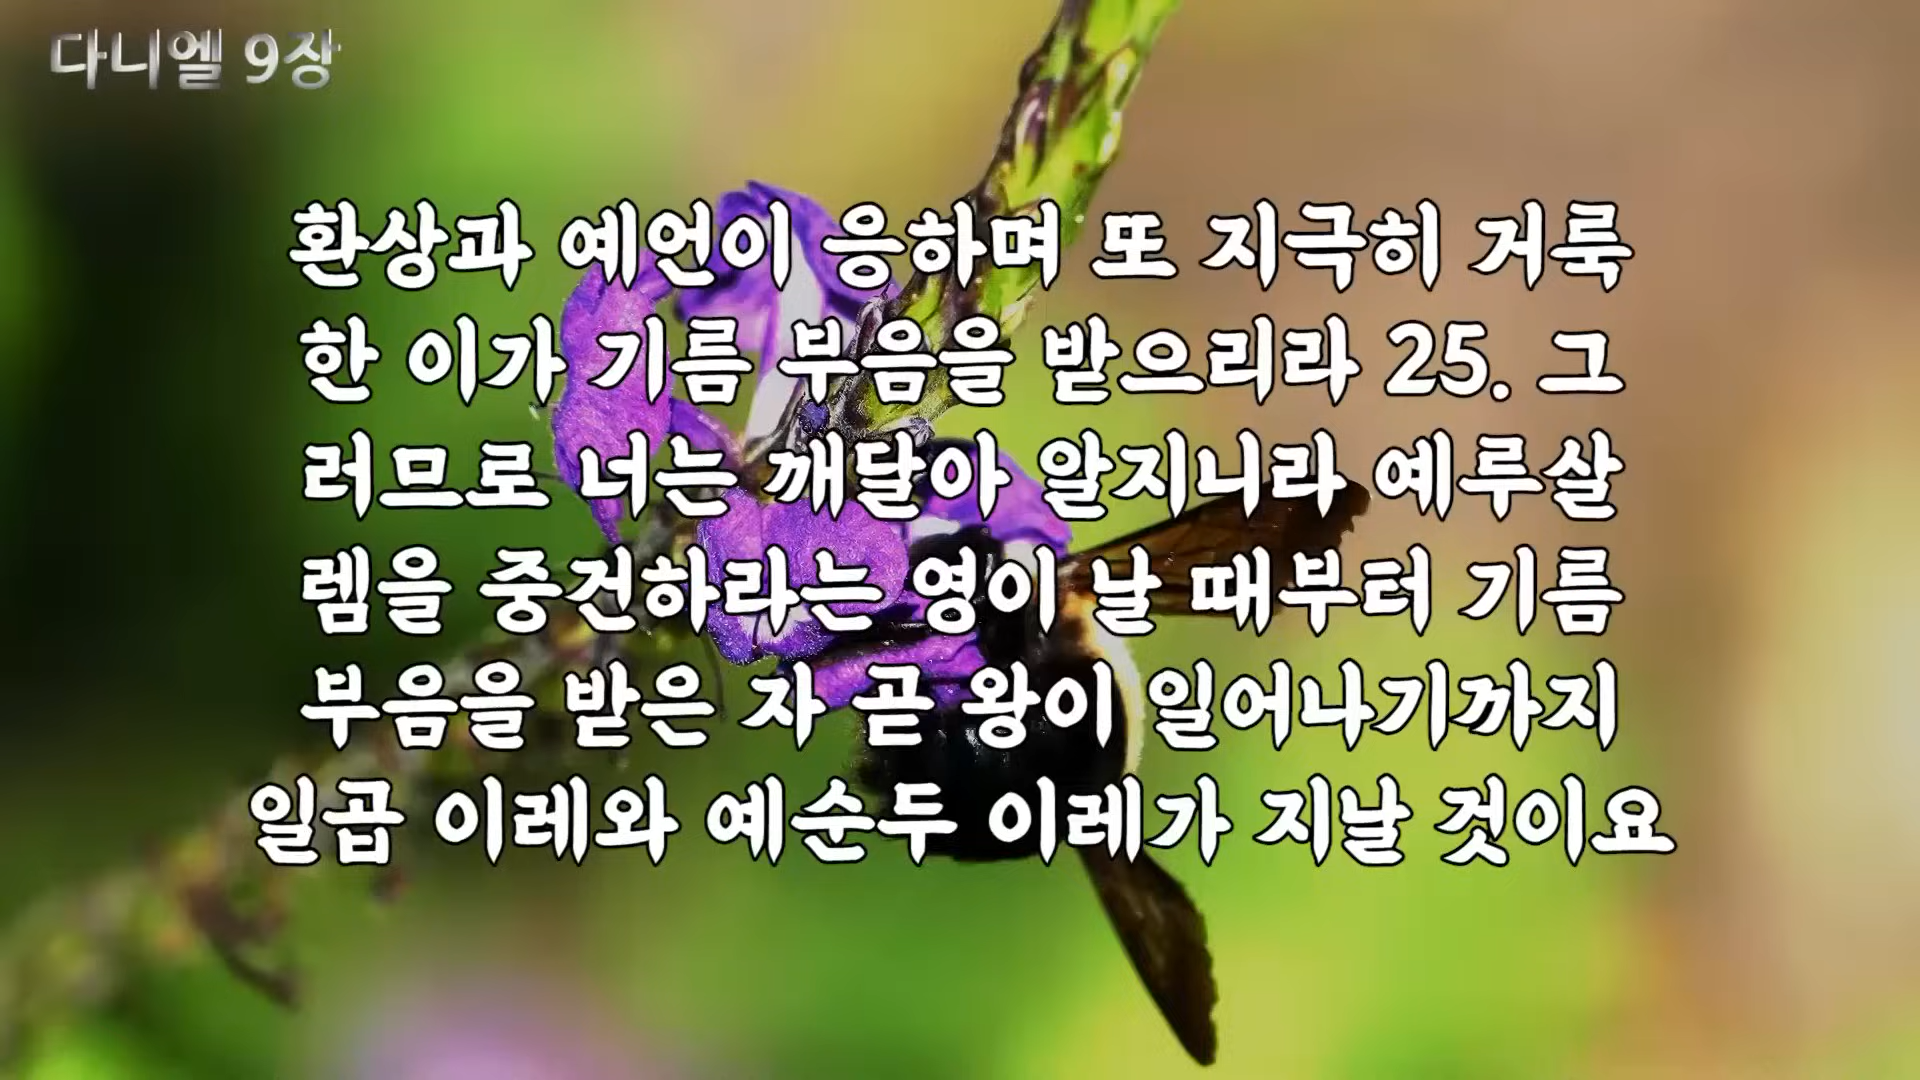 다니엘 9장
환상과 예언이 응하며 또 지극히 거룩
한 이가 기름 부음을 받으리라 25. 그
러므로 너는 깨달아 알지니라 예루살
렘을 중건하라는 영이 날 때부터 기름
부음을 받은 자 곧 왕이 일어나기까지
일곱 이레와 예순두 이레가 지날 것이요